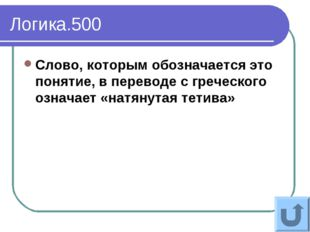 Логика.500
Слово, которым обозначается это
понятие, в переводе с греческого
означает «натянутая тетива»